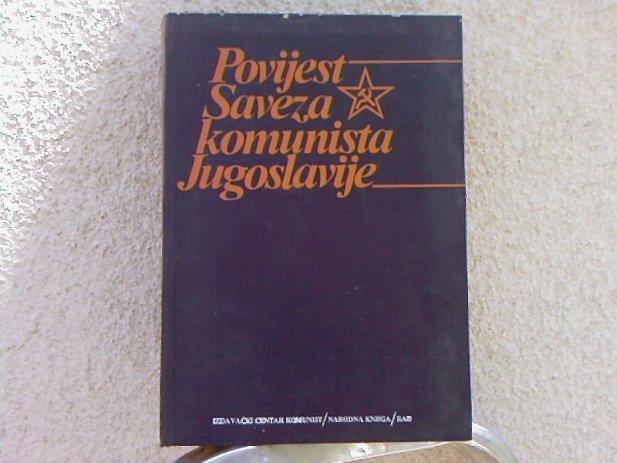 Povijest
Saveza
komunista
Jugoslavije
IZDAVAČKI CENTAR KOMUNIST/NARODNA KNJIGA/RAD